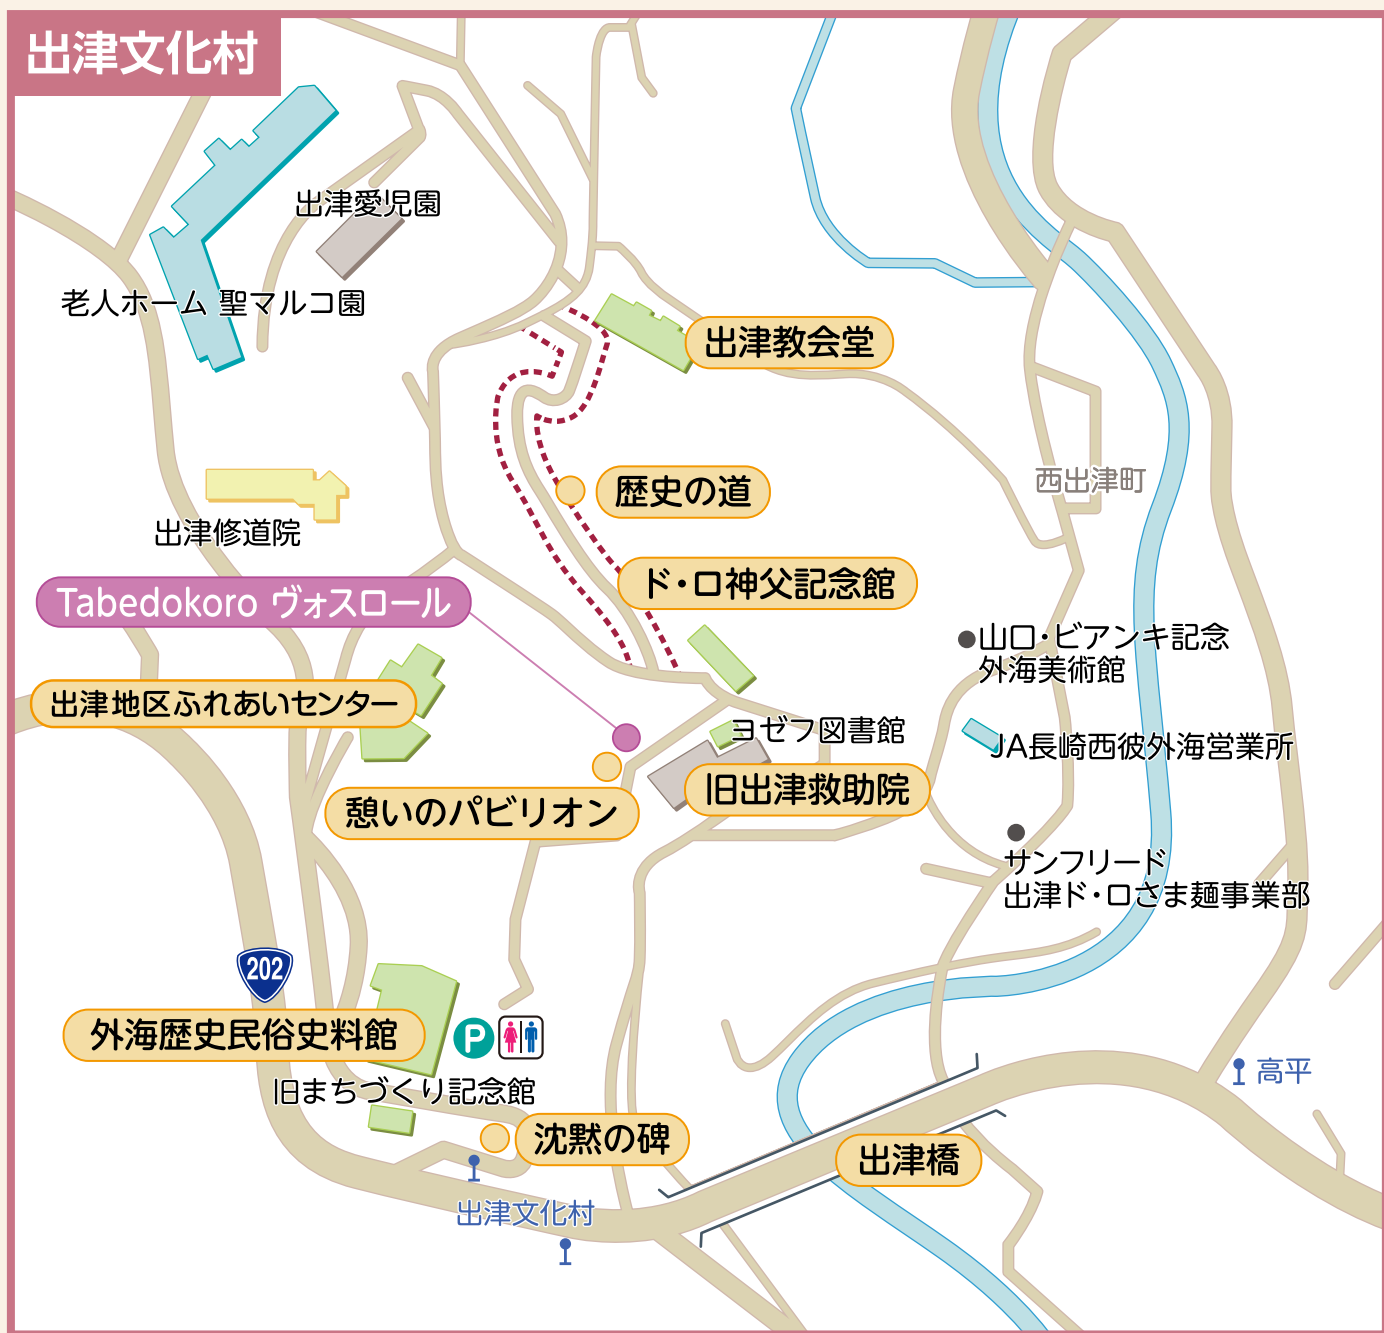 出津文化村
出津愛児園
老人ホーム 聖マルコ園
出津教会堂
歴史の道
西出津町
出津修道院
ド・ロ神父記念館
Tabedokoro ヴォスロール
山口・ビアンキ記念
外海美術館
出津地区ふれあいセンター
ヨゼフ図書館
JA長崎西彼外海営業所
旧出津救助院
憩いのパビリオン
サンフリード
出津ド・ロさま麺事業部
202
外海歴史民俗史料館
P
高平
旧まちづくり記念館
沈黙の碑
出津橋
出津文化村